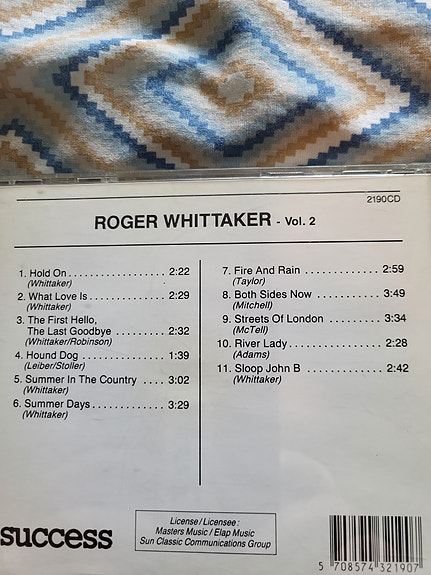 2190CD
ROGER WHITTAKER - Vol. 2
1. Hold On ................ 2:22
(Whittaker)
2. What Love Is ............. 2:29
(Whittaker)
3. The First Hello,
The Last Goodbye ......... 2:32
(Whittaker/Robinson)
4. Hound Dog ............... 1:39
(Leiber/Stoller)
5. Summer In The Country .... 3:02
(Whittaker)
6. Summer Days ............. 3:29
(Whittaker)
7. Fire And Rain ............ 2:59
(Taylor)
8. Both Sides Now ........... 3:49
(Mitchell)
9. Streets Of London ......... 3:34
(McTell)
10. River Lady ............... 2:28
(Adams)
11. Sloop John B ............. 2:42
(Whittaker)
success
License / Licensee :
Masters Music / Elap Music
Sun Classic Communications Group
5 708574 321907